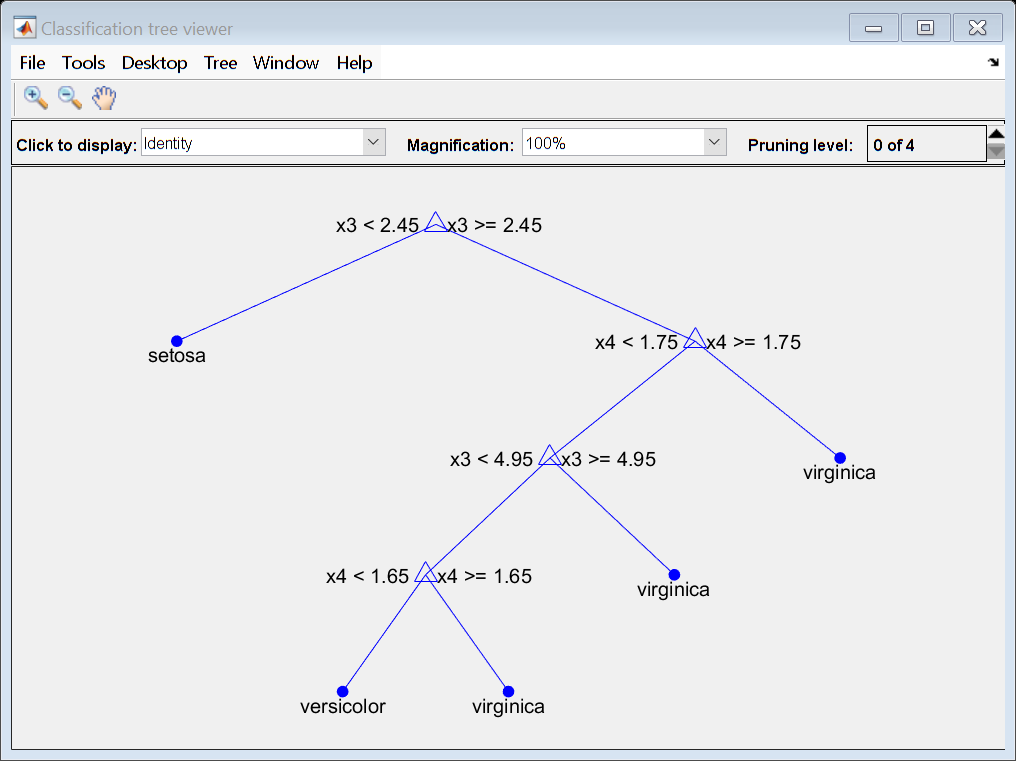 Classification tree viewer
File Tools Desktop Tree Window Help
Click to display: Identity Magnification: 100% Pruning level: 0 of 4
x3 < 2.45 x3 >= 2.45
setosa
x4 < 1.75 x4 >= 1.75
x3 < 4.95 x3 >= 4.95
virginica
x4 < 1.65 x4 >= 1.65
virginica
versicolor virginica